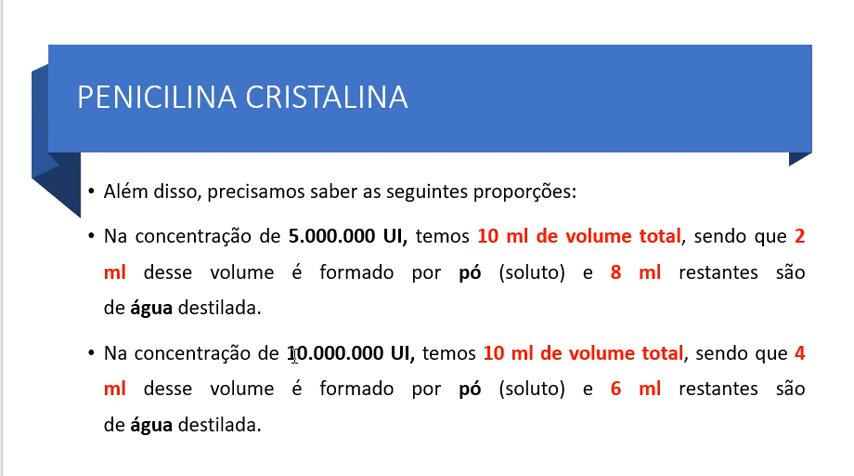 PENICILINA CRISTALINA
• Além disso, precisamos saber as seguintes proporções:
• Na concentração de 5.000.000 UI, temos 10 ml de volume total, sendo que 2
ml desse volume é formado por pó (soluto) e 8 ml restantes são
de água destilada.
• Na concentração de 10.000.000 UI, temos 10 ml de volume total, sendo que 4
ml desse volume é formado por pó (soluto) e 6 ml restantes são
de água destilada.